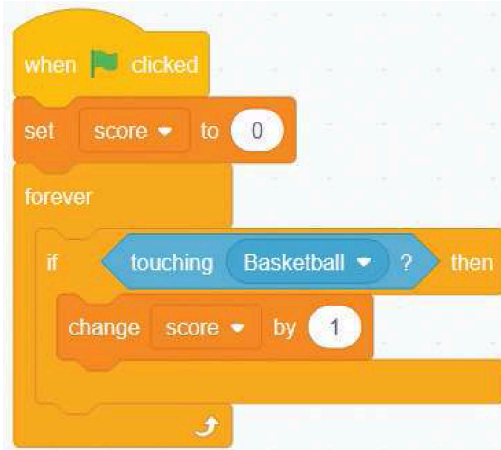 when clicked
set score to 0
forever
if touching Basketball ? then
change score by 1